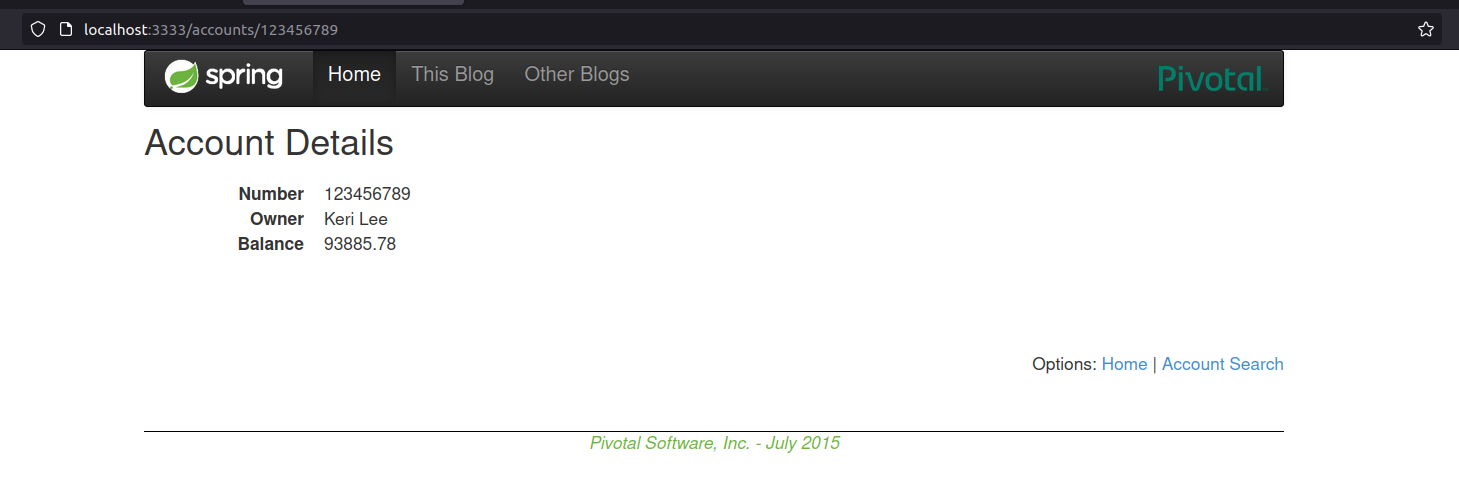 localhost:3333/accounts/123456789
spring Home This Blog Other Blogs Pivotal
Account Details
Number 123456789
Owner Keri Lee
Balance 93885.78
Options: Home | Account Search
Pivotal Software, Inc. - July 2015